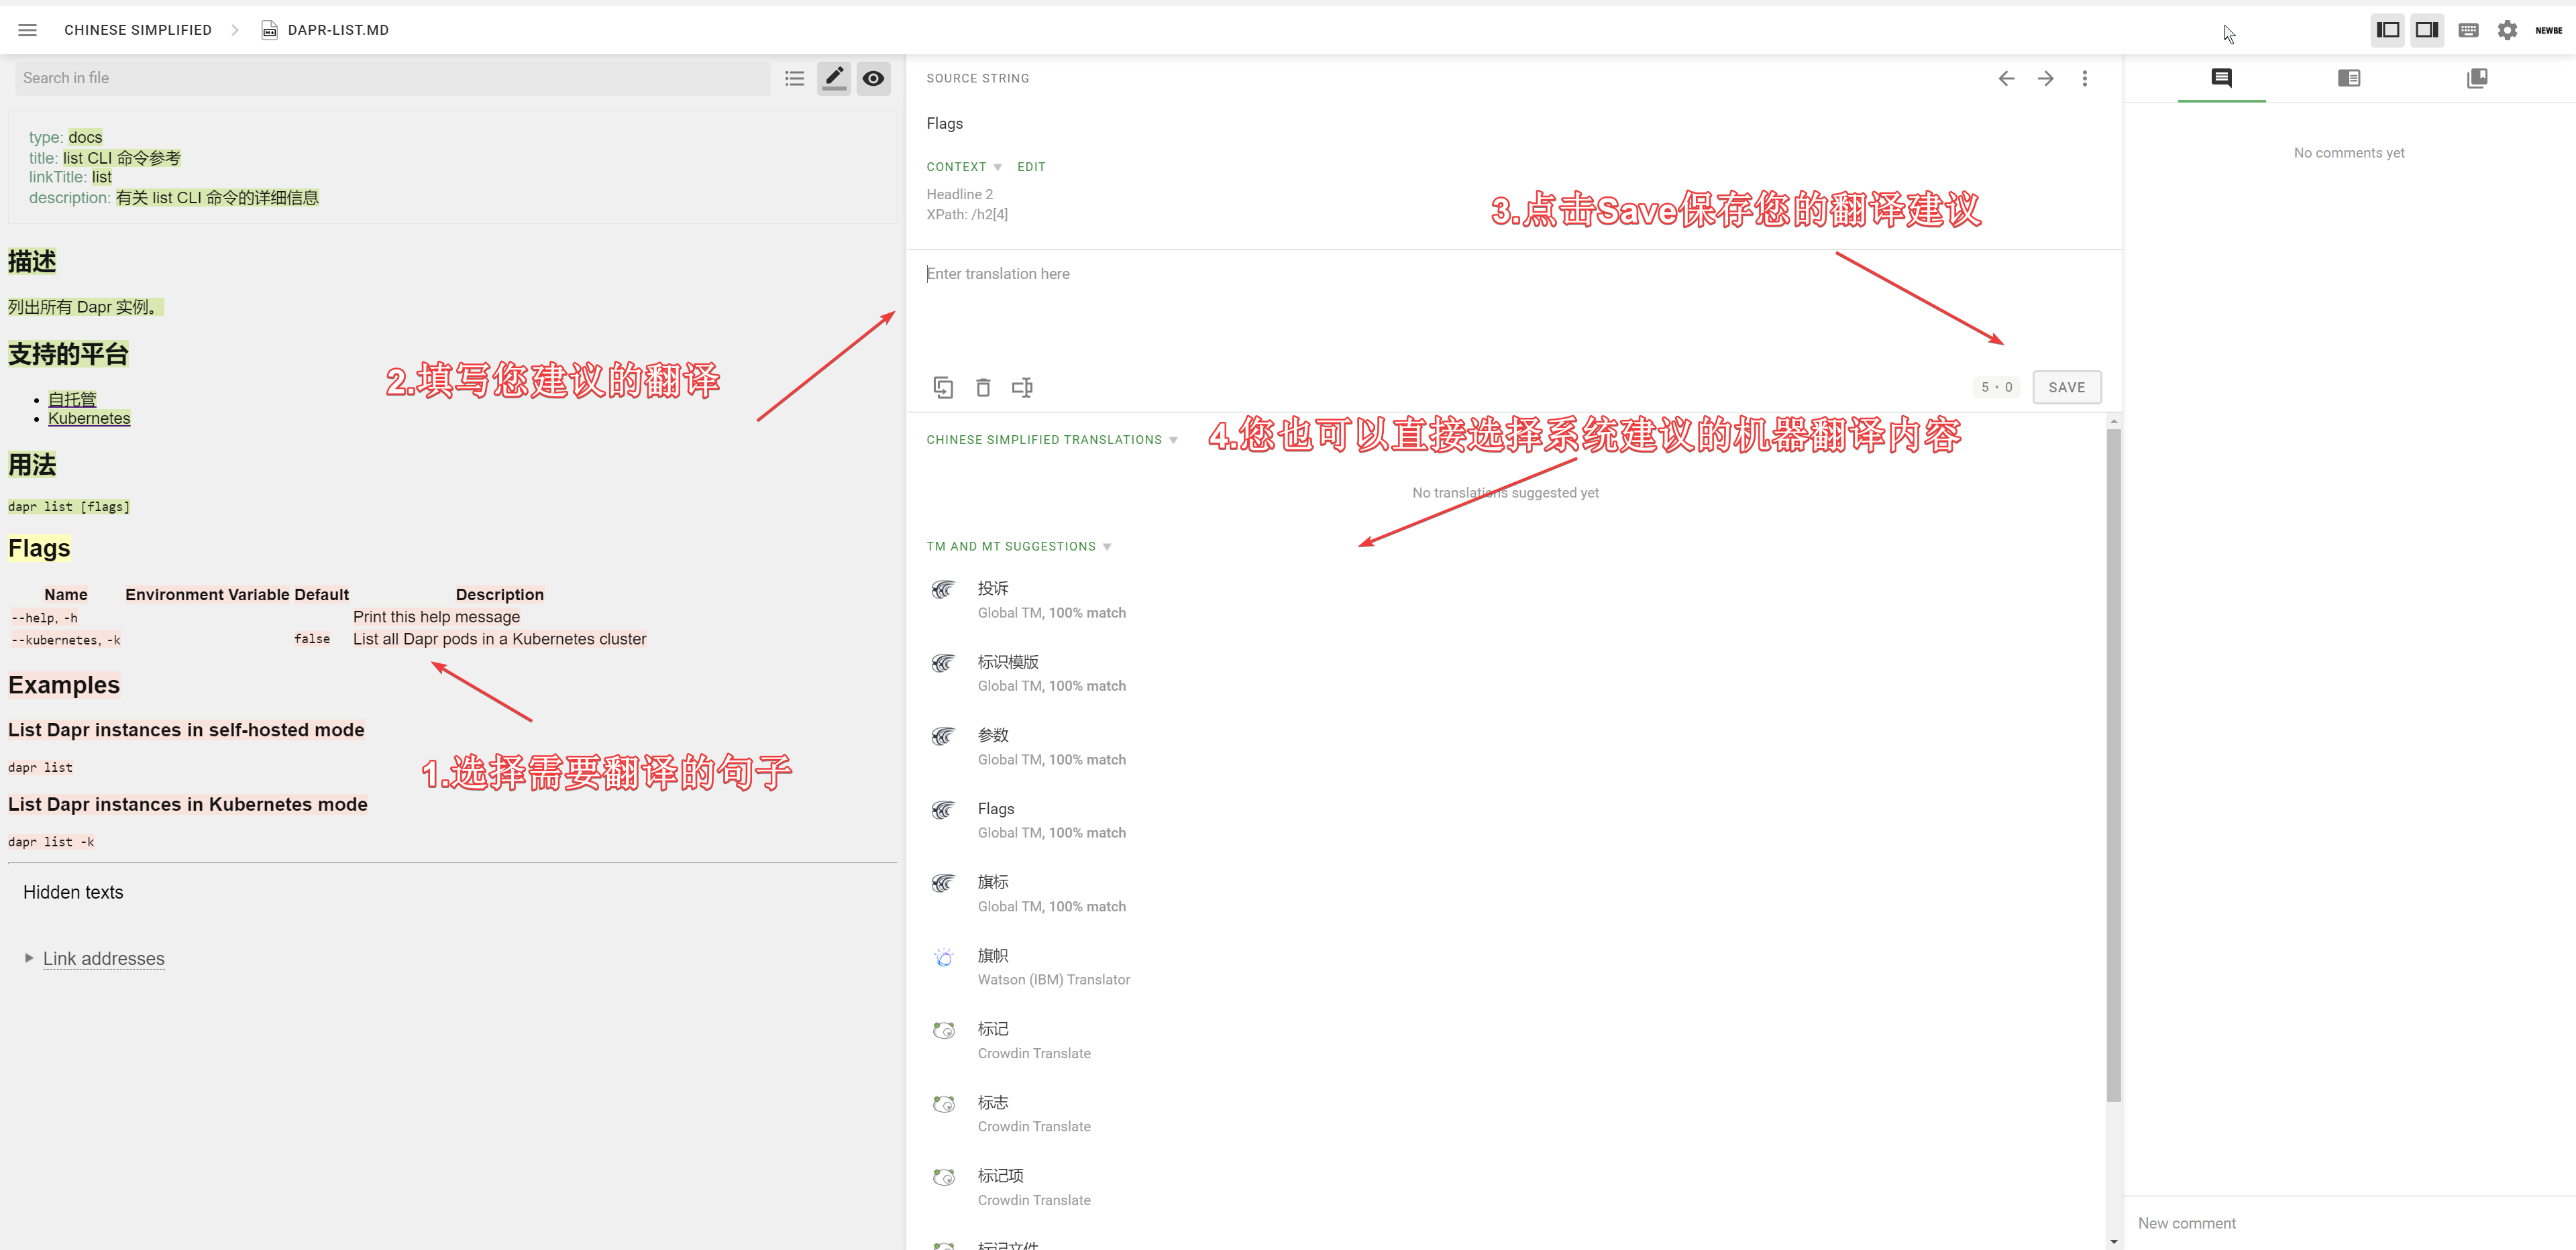 CHINESE SIMPLIFIED
DAPR-LIST.MD
NEWBE
Search in file
type: docs
title: list CLI 命令参考
linkTitle: list
description: 有关 list CLI 命令的详细信息
描述
列出所有 Dapr 实例。
支持的平台
自托管
Kubernetes
2.填写您建议的翻译
用法
dapr list [flags]
Flags
Name Environment Variable Default Description
--help, -h Print this help message
--kubernetes, -k false List all Dapr pods in a Kubernetes cluster
Examples
List Dapr instances in self-hosted mode
1.选择需要翻译的句子
dapr list
List Dapr instances in Kubernetes mode
dapr list -k
Hidden texts
Link addresses
SOURCE STRING
Flags
CONTEXT EDIT
Headline 2
XPath: /h2[4]
3.点击Save保存您的翻译建议
Enter translation here
5 • 0 SAVE
CHINESE SIMPLIFIED TRANSLATIONS
4.您也可以直接选择系统建议的机器翻译内容
No translations suggested yet
TM AND MT SUGGESTIONS
投诉
Global TM, 100% match
标识模版
Global TM, 100% match
参数
Global TM, 100% match
Flags
Global TM, 100% match
旗标
Global TM, 100% match
旗帜
Watson (IBM) Translator
标记
Crowdin Translate
标志
Crowdin Translate
标记项
Crowdin Translate
标记文件
No comments yet
New comment